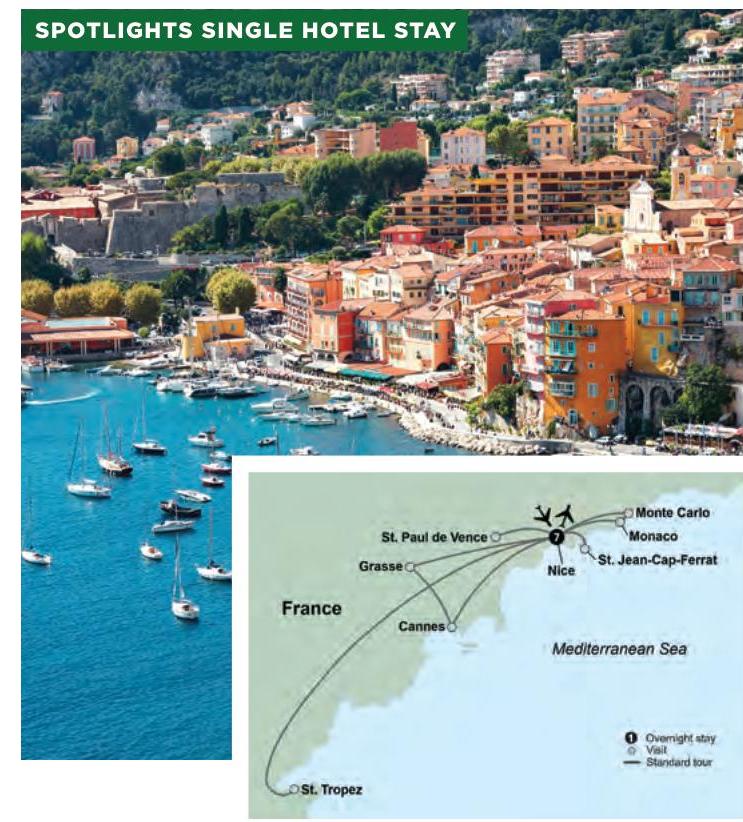 SPOTLIGHTS SINGLE HOTEL STAY
Monte Carlo
St. Paul de Vence
7
Monaco
St. Jean-Cap-Ferrat
Grasse
Nice
France
Cannes
Mediterranean Sea
1 Overnight stay
Visit
Standard tour
St. Tropez